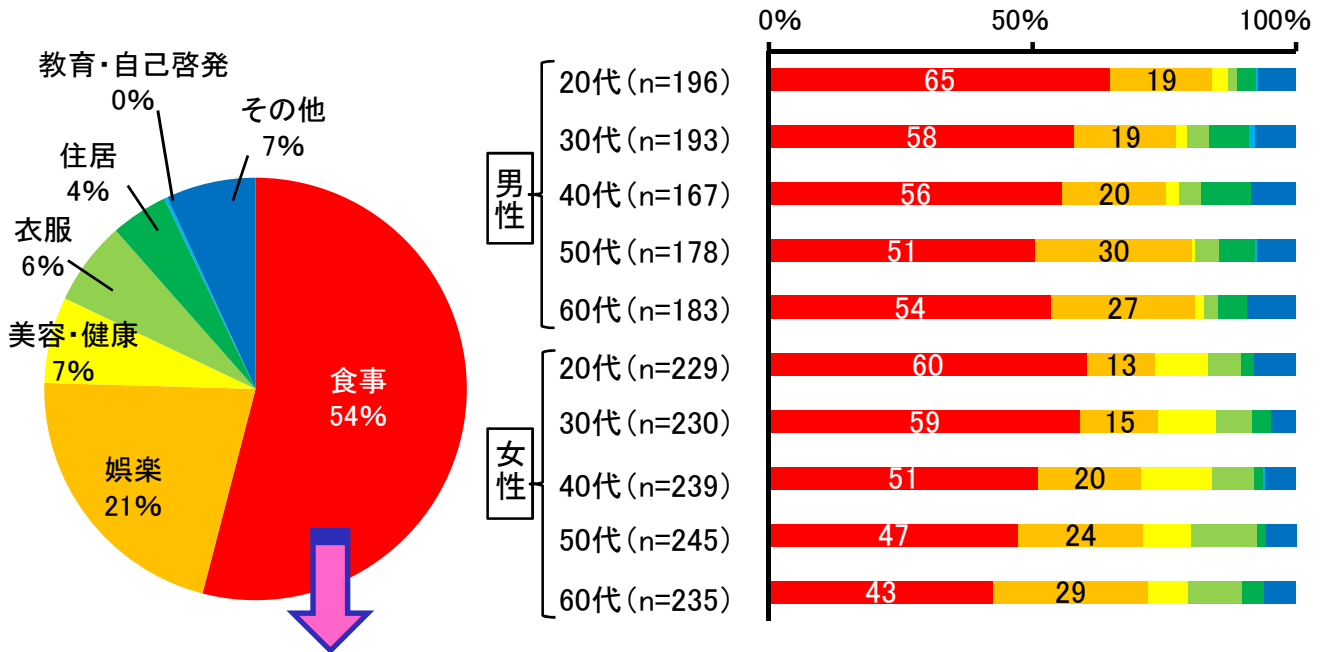 教育・自己啓発
0%
その他
7%
住居
4%
衣服
6%
美容・健康
7%
食事
54%
娯楽
21%
0%
50%
100%
男性
20代(n=196)
65
19
30代(n=193)
58
19
40代(n=167)
56
20
50代(n=178)
51
30
60代(n=183)
54
27
女性
20代(n=229)
60
13
30代(n=230)
59
15
40代(n=239)
51
20
50代(n=245)
47
24
60代(n=235)
43
29